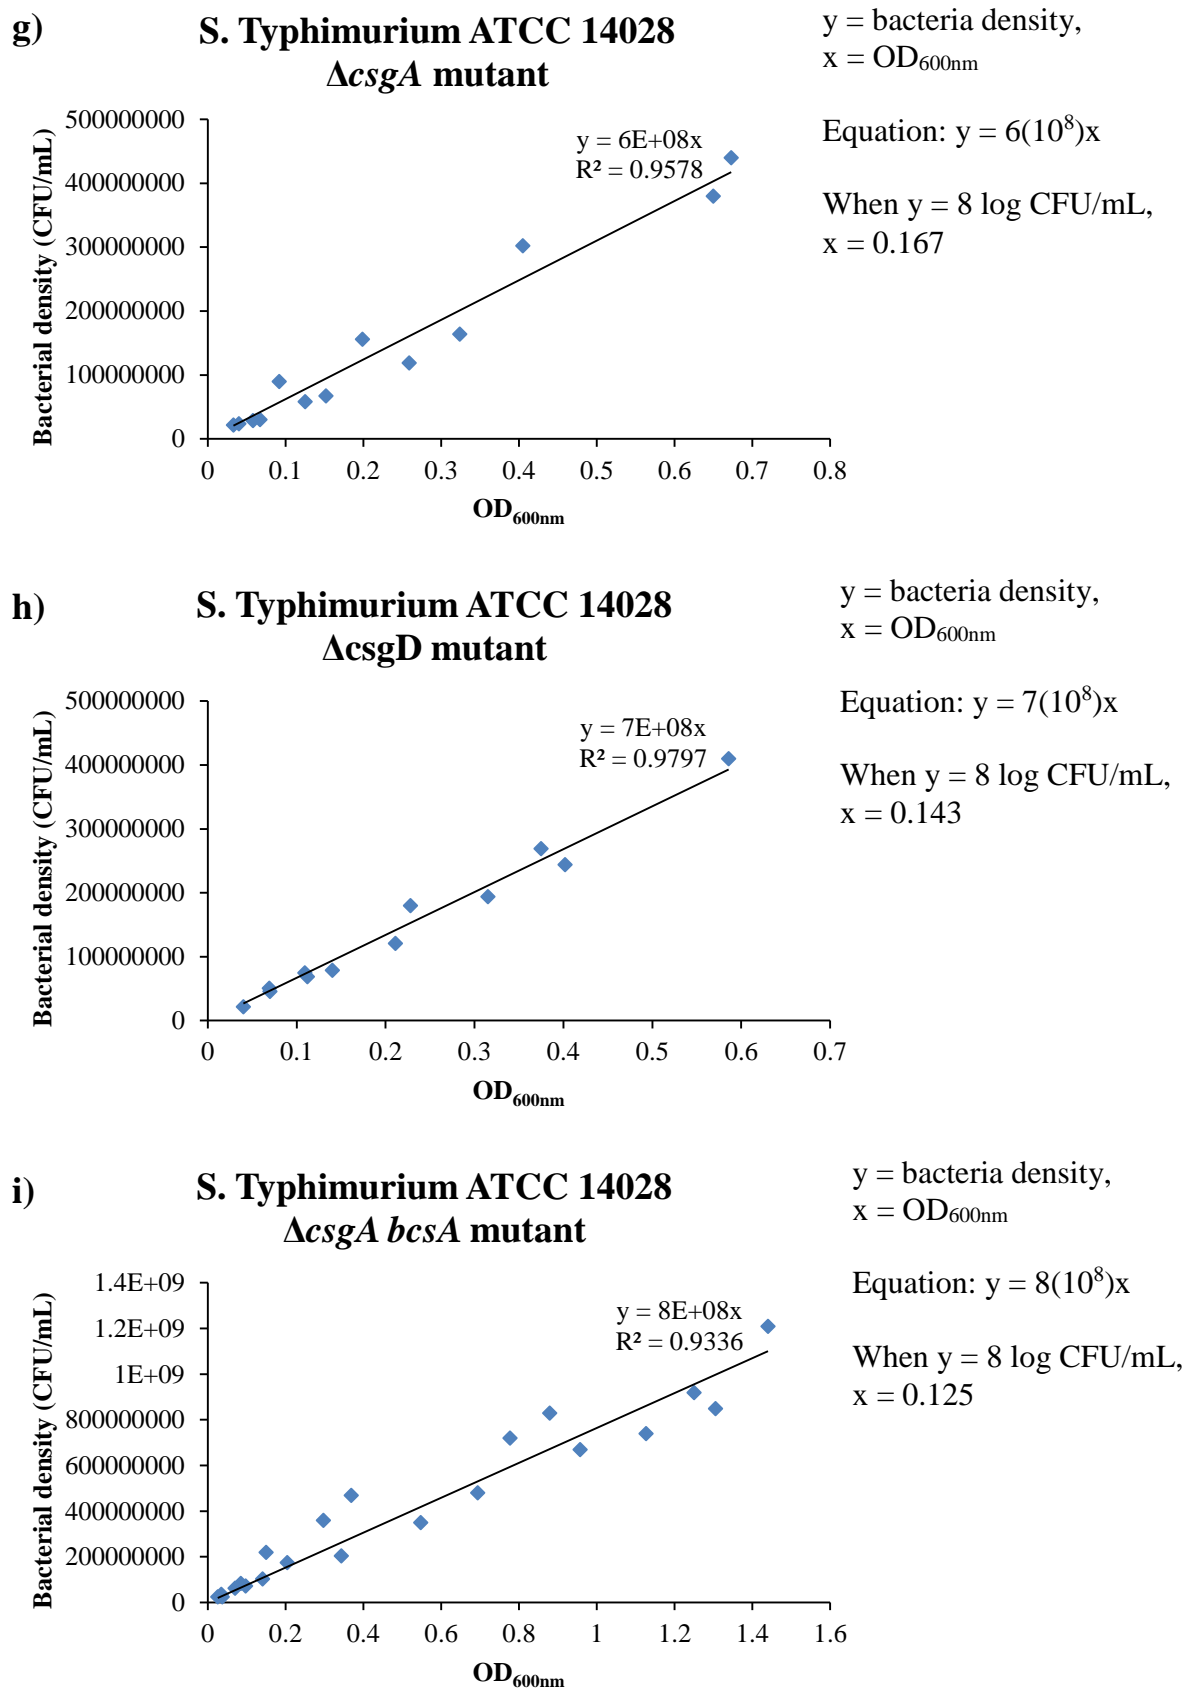 g)
S. Typhimurium ATCC 14028
ΔcsgA mutant
y = bacteria density,
x = OD600nm
Equation: y = 6(10⁸)x
When y = 8 log CFU/mL,
x = 0.167
y = 6E+08x
R² = 0.9578
Bacterial density (CFU/mL)
500000000
400000000
300000000
200000000
100000000
0
0 0.1 0.2 0.3 0.4 0.5 0.6 0.7 0.8
OD600nm
h)
S. Typhimurium ATCC 14028
ΔcsgD mutant
y = bacteria density,
x = OD600nm
Equation: y = 7(10⁸)x
When y = 8 log CFU/mL,
x = 0.143
y = 7E+08x
R² = 0.9797
Bacterial density (CFU/mL)
500000000
400000000
300000000
200000000
100000000
0
0 0.1 0.2 0.3 0.4 0.5 0.6 0.7
OD600nm
i)
S. Typhimurium ATCC 14028
ΔcsgA bcsA mutant
y = bacteria density,
x = OD600nm
Equation: y = 8(10⁸)x
When y = 8 log CFU/mL,
x = 0.125
y = 8E+08x
R² = 0.9336
Bacterial density (CFU/mL)
1.4E+09
1.2E+09
1E+09
800000000
600000000
400000000
200000000
0
0 0.2 0.4 0.6 0.8 1 1.2 1.4 1.6
OD600nm